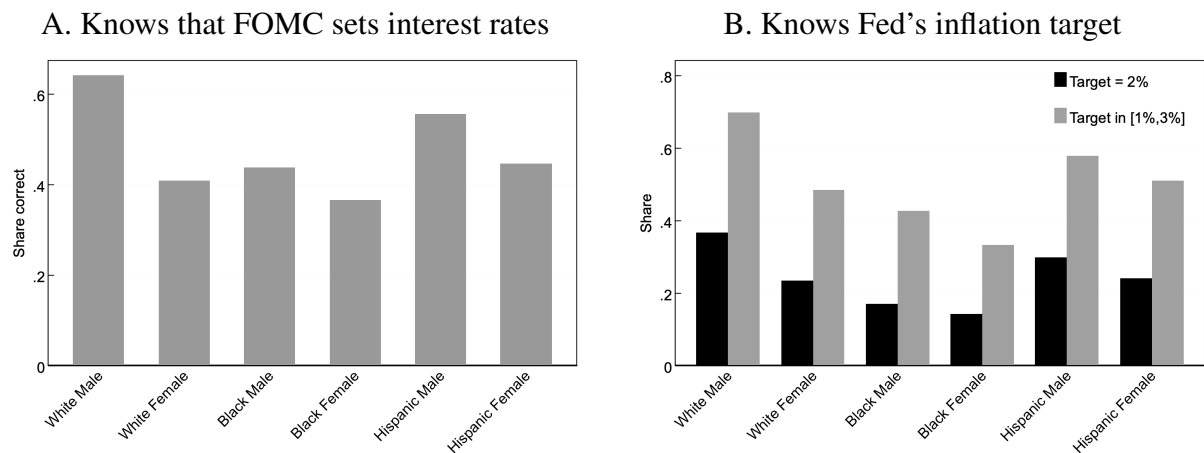 A. Knows that FOMC sets interest rates
Share correct
.6
.4
.2
0
White Male
White Female
Black Male
Black Female
Hispanic Male
Hispanic Female
B. Knows Fed's inflation target
Target = 2%
Target in [1%,3%]
Share
.8
.6
.4
.2
0
White Male
White Female
Black Male
Black Female
Hispanic Male
Hispanic Female